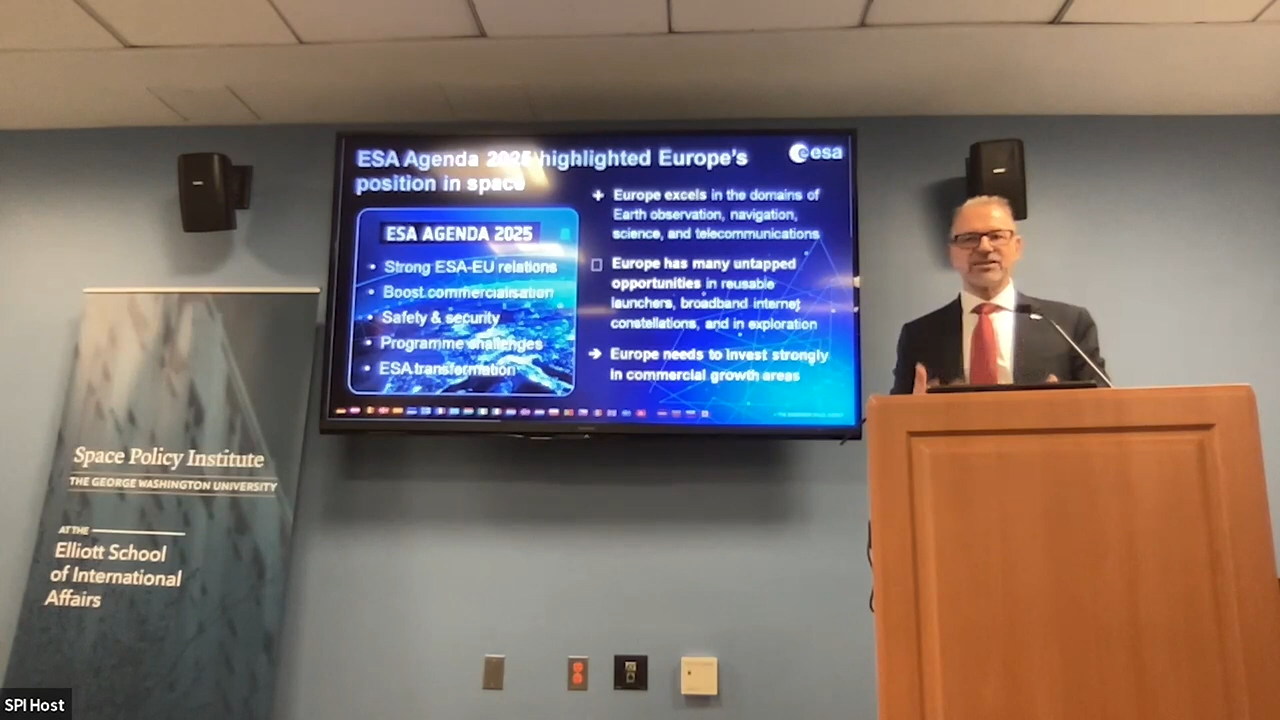 ESA Agenda 2025 highlighted Europe's
position in space
esa
ESA AGENDA 2025
• Strong ESA-EU relations
• Boost commercialisation
• Safety & security
• Programme challenges
• ESA transformation
+ Europe excels in the domains of
Earth observation, navigation,
science, and telecommunications
Europe has many untapped
opportunities in reusable
launchers, broadband internet
constellations, and in exploration
➔ Europe needs to invest strongly
in commercial growth areas
Space Policy Institute
THE GEORGE WASHINGTON UNIVERSITY
AT THE
Elliott School
of International
Affairs
SPI Host